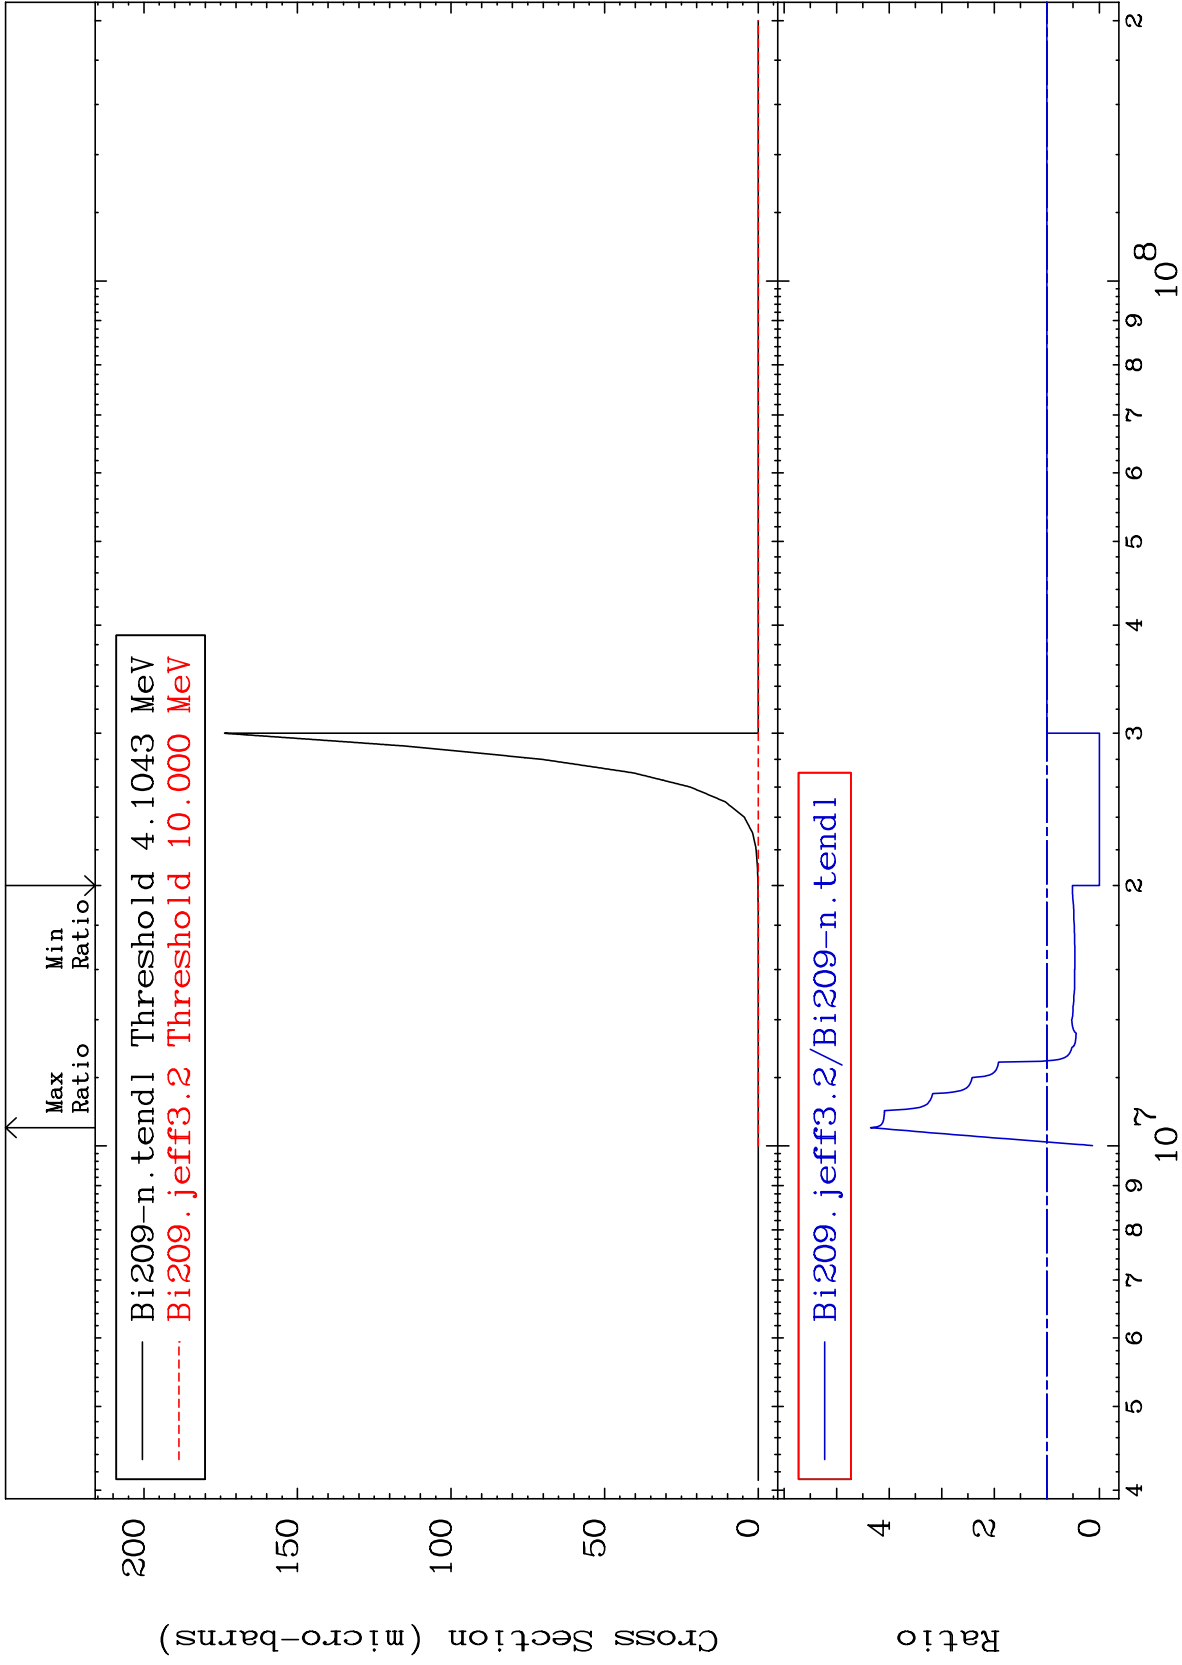 Max
Ratio
Min
Ratio
Bi209-n.tendl Threshold 4.1043 MeV
Bi209.jeff3.2 Threshold 10.000 MeV
Cross Section (micro-barns)
200
150
100
50
0
Bi209.jeff3.2/Bi209-n.tendl
Ratio
4
2
0
4 5 6 7 8 9 10^7 2 3 4 5 6 7 8 9 10^8 2